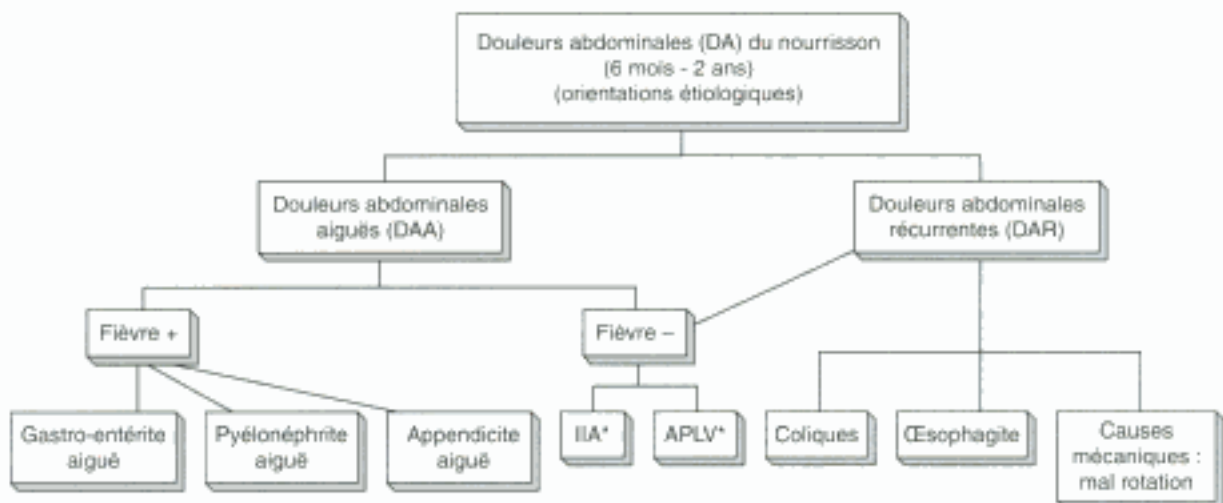 Douleurs abdominales (DA) du nourrisson
(6 mois - 2 ans)
(orientations étiologiques)
Douleurs abdominales
aiguës (DAA)
Douleurs abdominales
récurrentes (DAR)
Fièvre +
Fièvre –
Gastro-entérite
aiguë
Pyélonéphrite
aiguë
Appendicite
aiguë
IIA*
APLV*
Coliques
Œsophagite
Causes
mécaniques :
mal rotation